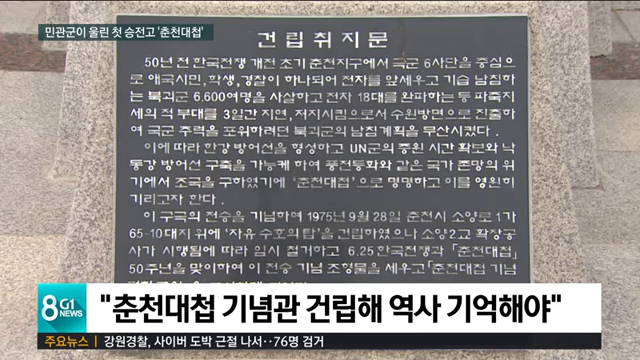 민관군이 울린 첫 승전고 '춘천대첩'
건립취지문
50년 전 한국전쟁 개전 초기 춘천지구에서 국군 6사단을 중심으
로 애국시민, 학생, 경찰이 하나되어 전차를 앞세우고 기습 남침하
는 북괴군 6.600여명을 사살하고 전차 18대를 완파하는 등 파죽지
세의 적 부대를 3일간 지연, 저지시킴으로서 수원방면으로 진출하
여 국군 주력을 포위하려던 북괴군의 남침계획을 무산시켰다.
이에 따라 한강 방어선을 형성하고 UN군의 증원 시간 확보와 낙
동강 방어선 구축을 가능케 하여 풍전등화와 같은 국가 존망의 위
기에서 조국을 구하였기에 '춘천대첩'으로 명명하고 이를 영원히
기리고자 한다.
이 구국의 전승을 기념하여 1975년 9월 28일 춘천시 소양로 1가
65-10대지 위에 '자유 수호의 탑'을 건립하였으나 소양2교 확장공
사가 시행됨에 따라 임시 철거하고 6.25 한국전쟁과 「춘천대첩」
50주년을 맞이하여 이 전승 기념 조형물을 세우고 「춘천대첩 기념
8 G1 NEWS
"춘천대첩 기념관 건립해 역사 기억해야"
주요뉴스 강원경찰, 사이버 도박 근절 나서‥76명 검거